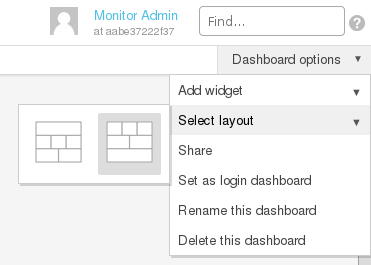 Monitor Admin
at aabe37222f37
Find...
?
Dashboard options
Add widget
Select layout
Share
Set as login dashboard
Rename this dashboard
Delete this dashboard